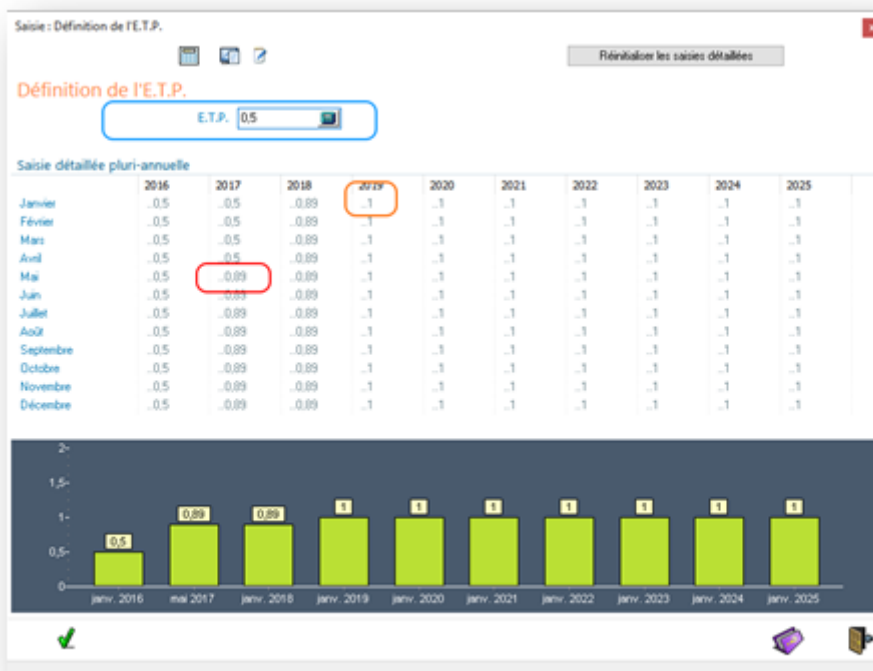 Saisie : Définition de l'E.T.P.
Réinitialiser les saisies détaillées
Définition de l'E.T.P.
E.T.P. 0,5
Saisie détaillée pluri-annuelle
2016 2017 2018 2019 2020 2021 2022 2023 2024 2025
Janvier ..0,5 ..0,5 ..0,89 ..1 ..1 ..1 ..1 ..1 ..1 ..1
Février ..0,5 ..0,5 ..0,89 ..1 ..1 ..1 ..1 ..1 ..1 ..1
Mars ..0,5 ..0,5 ..0,89 ..1 ..1 ..1 ..1 ..1 ..1 ..1
Avril ..0,5 ..0,5 ..0,89 ..1 ..1 ..1 ..1 ..1 ..1 ..1
Mai ..0,5 ..0,89 ..0,89 ..1 ..1 ..1 ..1 ..1 ..1 ..1
Juin ..0,5 ..0,89 ..0,89 ..1 ..1 ..1 ..1 ..1 ..1 ..1
Juillet ..0,5 ..0,89 ..0,89 ..1 ..1 ..1 ..1 ..1 ..1 ..1
Août ..0,5 ..0,89 ..0,89 ..1 ..1 ..1 ..1 ..1 ..1 ..1
Septembre ..0,5 ..0,89 ..0,89 ..1 ..1 ..1 ..1 ..1 ..1 ..1
Octobre ..0,5 ..0,89 ..0,89 ..1 ..1 ..1 ..1 ..1 ..1 ..1
Novembre ..0,5 ..0,89 ..0,89 ..1 ..1 ..1 ..1 ..1 ..1 ..1
Décembre ..0,5 ..0,89 ..0,89 ..1 ..1 ..1 ..1 ..1 ..1 ..1
2
1,5
1
0,5
0
0,5 0,89 0,89 1 1 1 1 1 1 1
janv. 2016 mai 2017 janv. 2018 janv. 2019 janv. 2020 janv. 2021 janv. 2022 janv. 2023 janv. 2024 janv. 2025